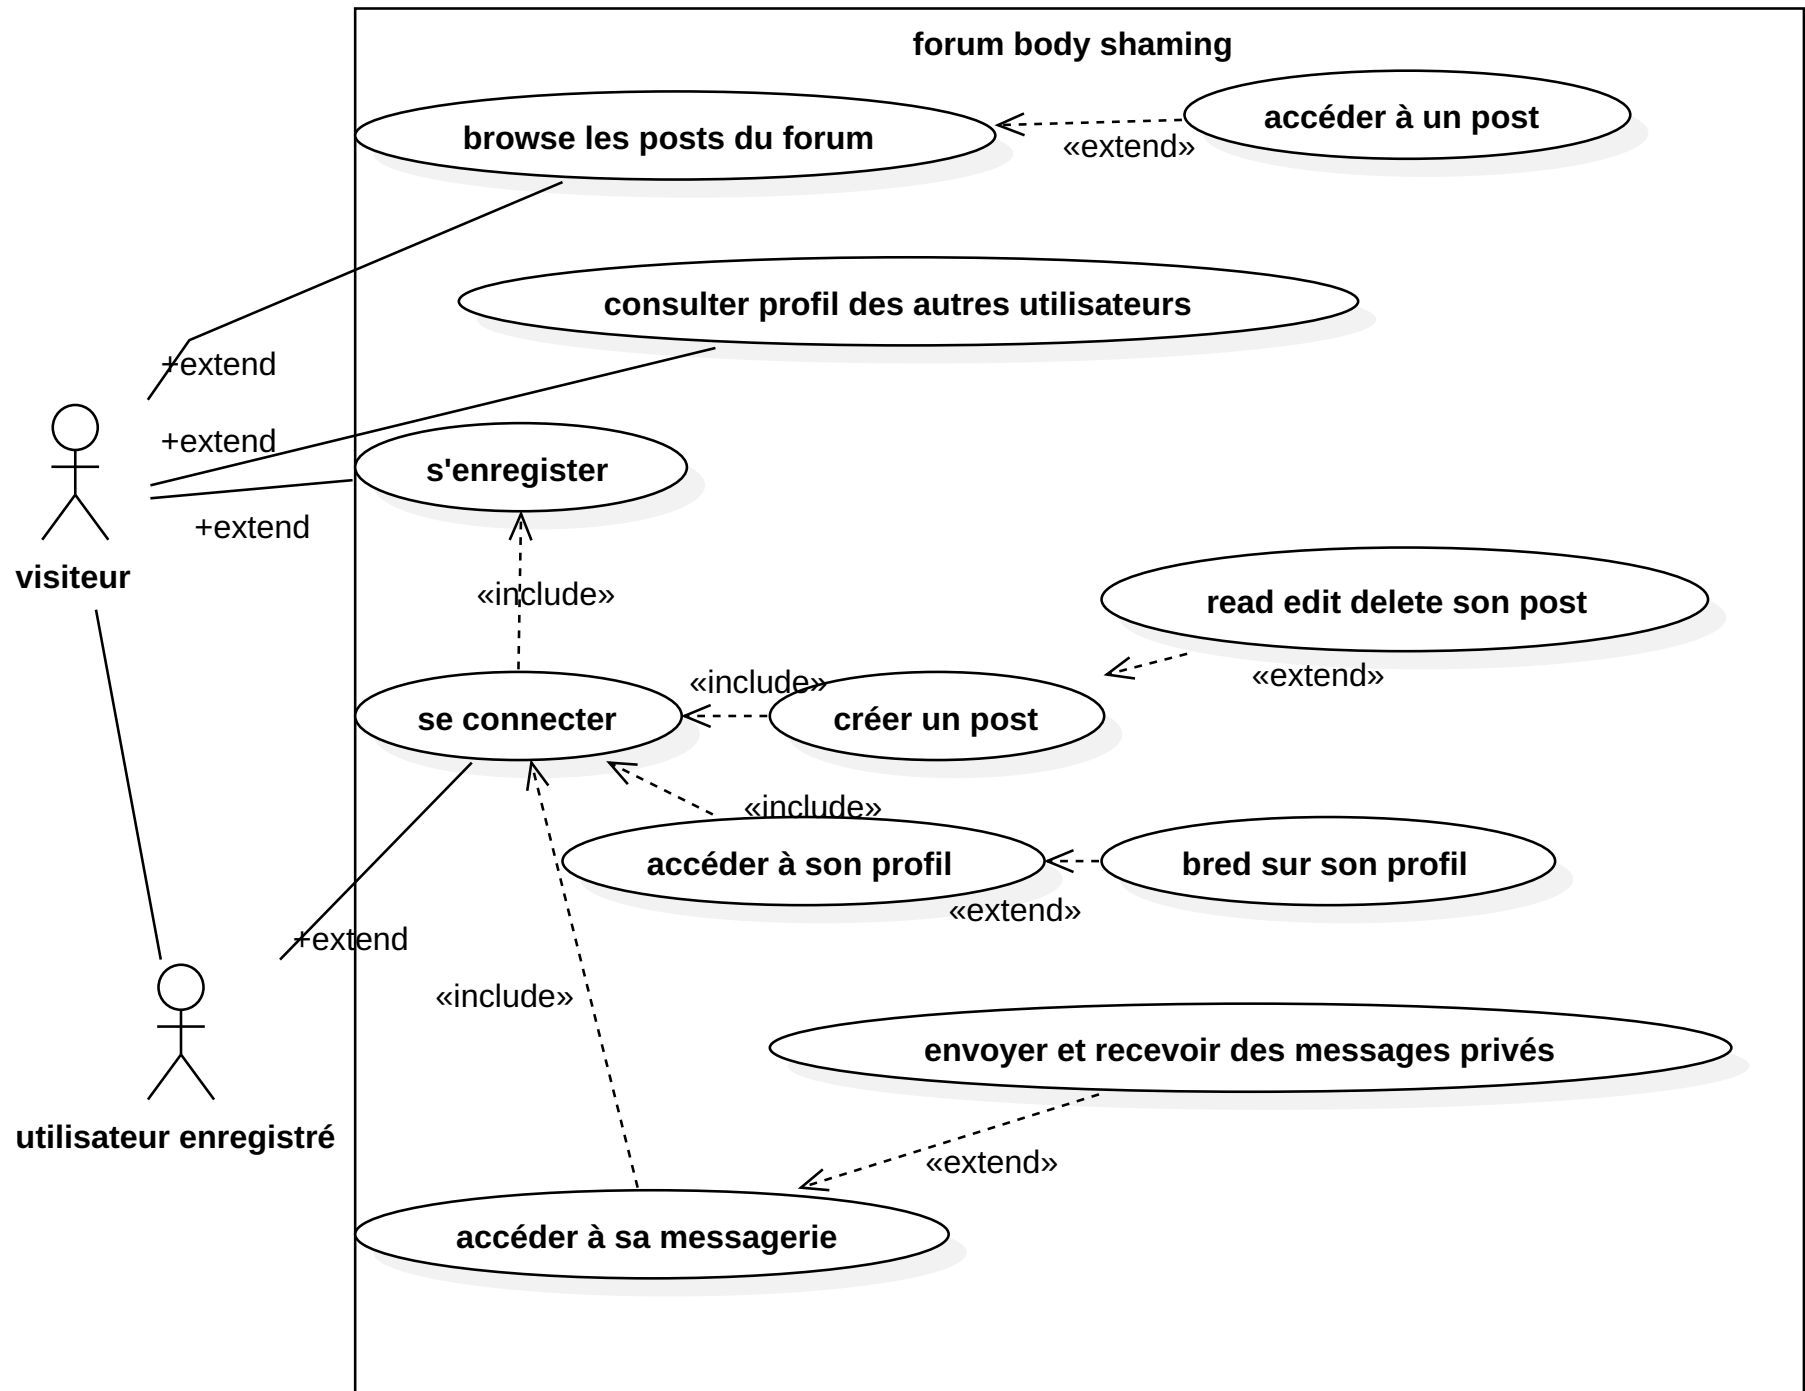 forum body shaming
browse les posts du forum
accéder à un post
«extend»
consulter profil des autres utilisateurs
+extend
+extend
s'enregister
+extend
visiteur
«include»
read edit delete son post
«extend»
«include»
se connecter
créer un post
«include»
accéder à son profil
bred sur son profil
«extend»
+extend
«include»
envoyer et recevoir des messages privés
utilisateur enregistré
«extend»
accéder à sa messagerie